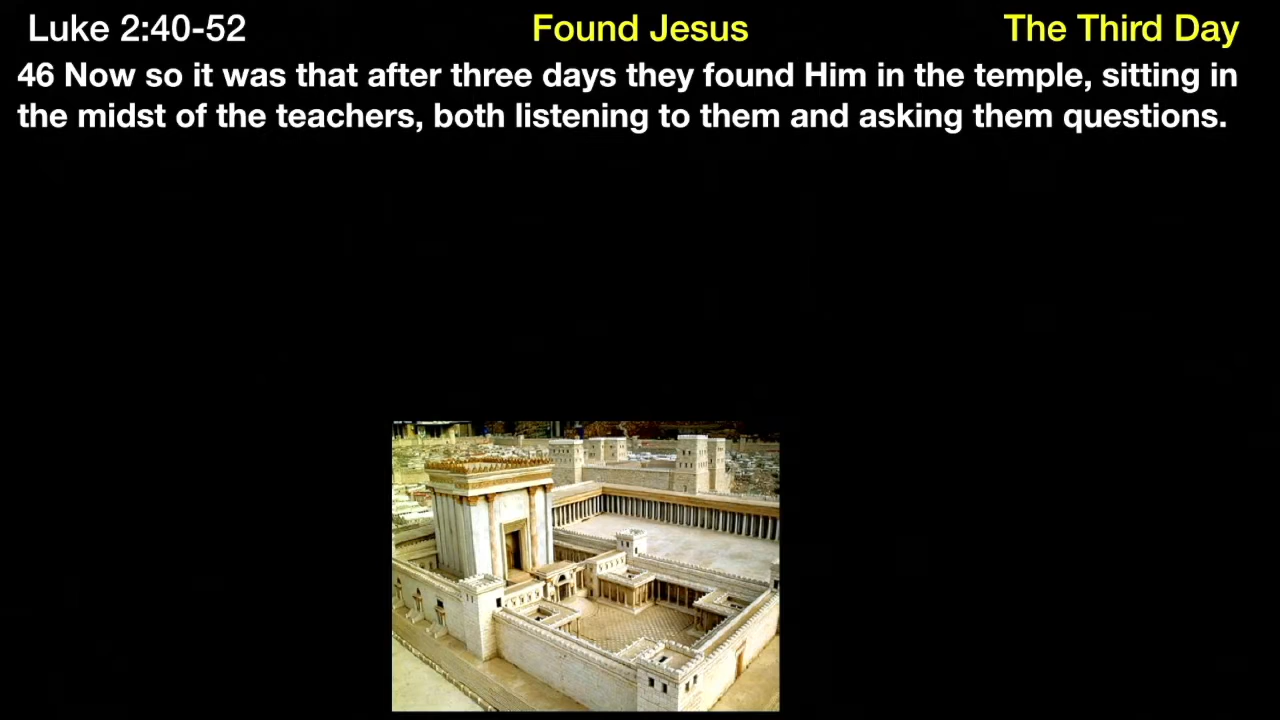 Luke 2:40-52 Found Jesus The Third Day
46 Now so it was that after three days they found Him in the temple, sitting in
the midst of the teachers, both listening to them and asking them questions.